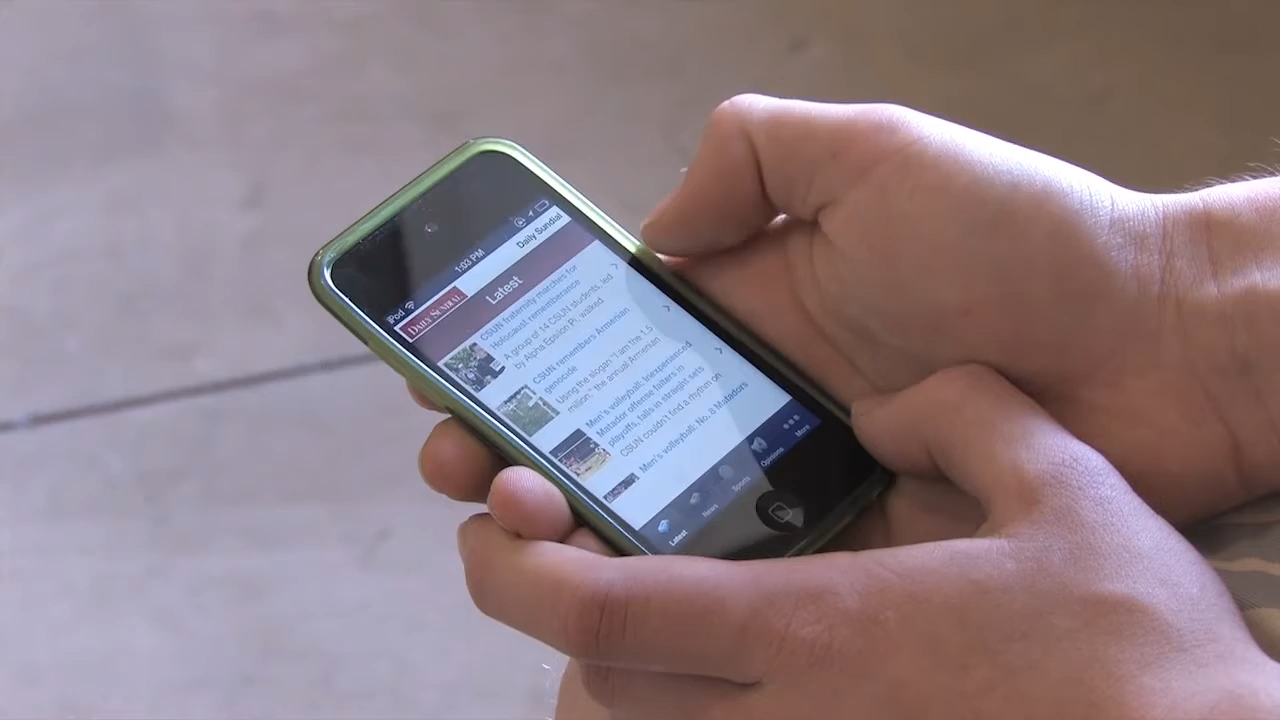 iPod 1:03 PM
DAILY SUNDIAL
Daily Sundial
Latest
CSUN fraternity marches for
Holocaust rememberance
A group of 14 CSUN students, led
by Alpha Epsilon Pi, walked
CSUN remembers Armenian
genocide
Using the slogan "I am the 1.5
million," the annual Armenian
Men's volleyball: Inexperienced
Matador offense falters in
playoffs, falls in straight sets
CSUN couldn't find a rhythm on
Men's volleyball: No. 8 Matadors
Latest
News
Sports
Opinions
More